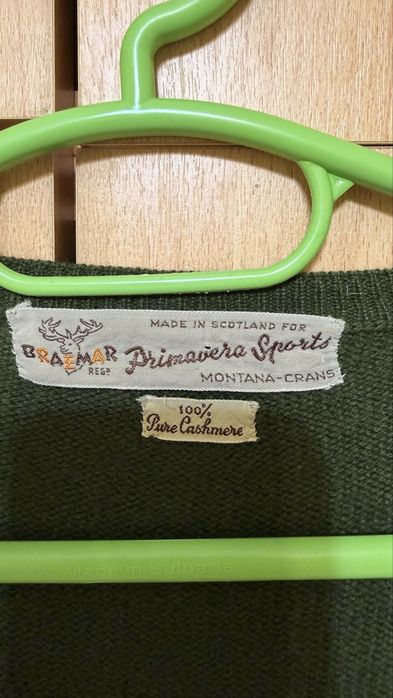 MADE IN SCOTLAND FOR
BRAEMAR Primavera Sports
REGD
MONTANA-CRANS
100%
Pure Cashmere
Made in Bulgaria